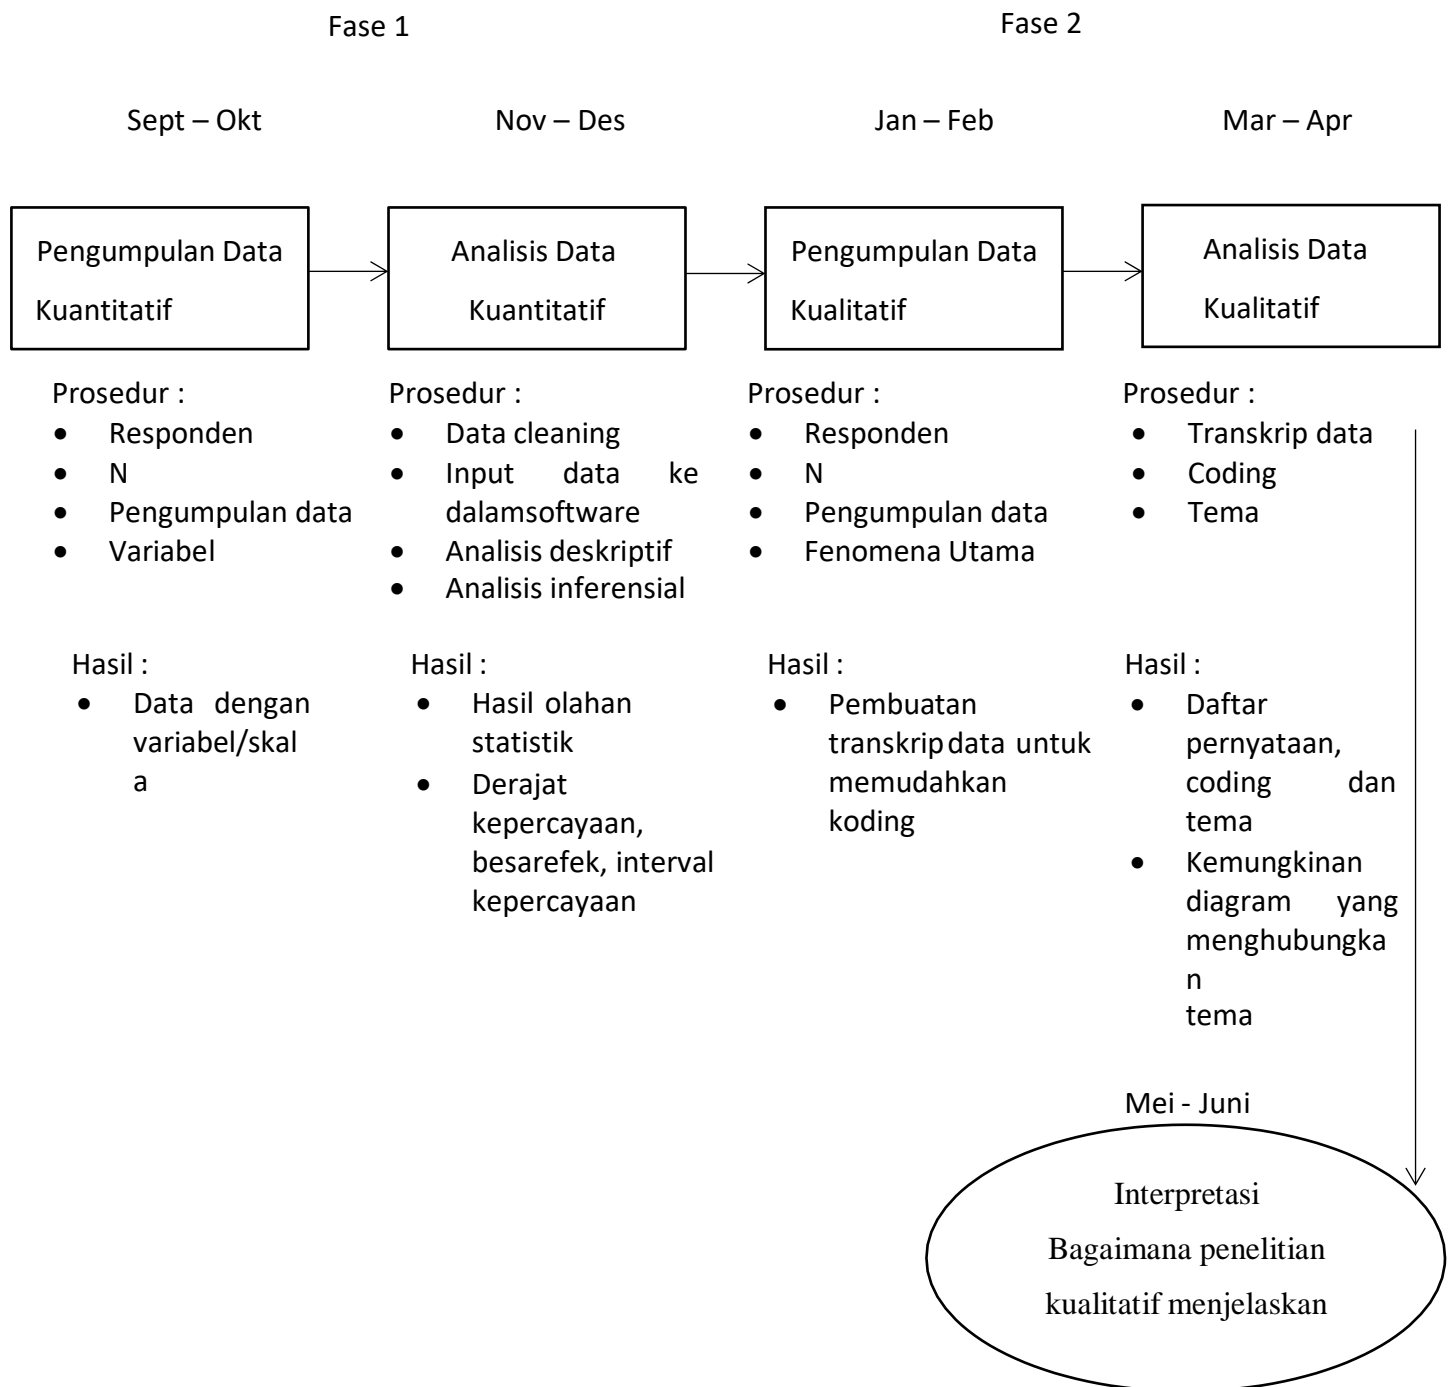 Fase 1
Fase 2
Sept – Okt
Nov – Des
Jan – Feb
Mar – Apr
Pengumpulan Data
Kuantitatif
Analisis Data
Kuantitatif
Pengumpulan Data
Kualitatif
Analisis Data
Kualitatif
Prosedur :
• Responden
• N
• Pengumpulan data
• Variabel
Prosedur :
• Data cleaning
• Input data ke
dalamsoftware
• Analisis deskriptif
• Analisis inferensial
Prosedur :
• Responden
• N
• Pengumpulan data
• Fenomena Utama
Prosedur :
• Transkrip data
• Coding
• Tema
Hasil :
• Data dengan
variabel/skal
a
Hasil :
• Hasil olahan
statistik
• Derajat
kepercayaan,
besarefek, interval
kepercayaan
Hasil :
• Pembuatan
transkrip data untuk
memudahkan
koding
Hasil :
• Daftar
pernyataan,
coding dan
tema
• Kemungkinan
diagram yang
menghubungka
n
tema
Mei - Juni
Interpretasi
Bagaimana penelitian
kualitatif menjelaskan